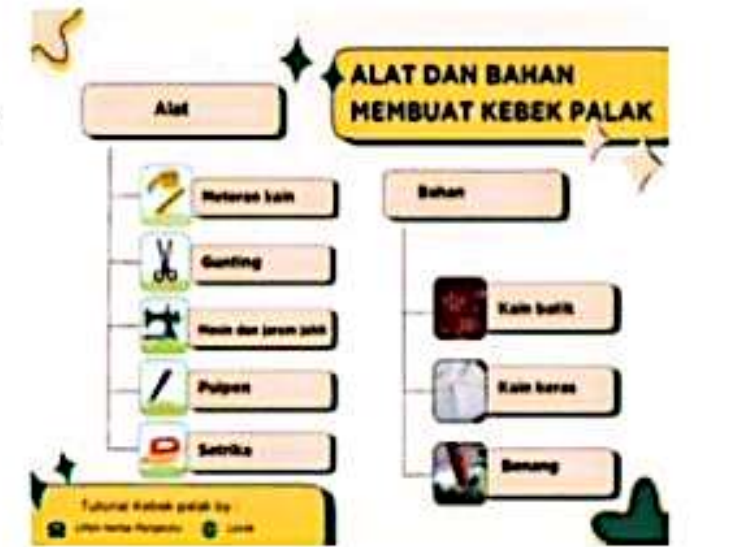 ALAT DAN BAHAN
MEMBUAT KEBEK PALAK
Alat
Meteran kain
Gunting
Mesin dan jarum jahit
Pulpen
Setrika
Bahan
Kain batik
Kain keras
Benang
Tutorial Kebek palak by :